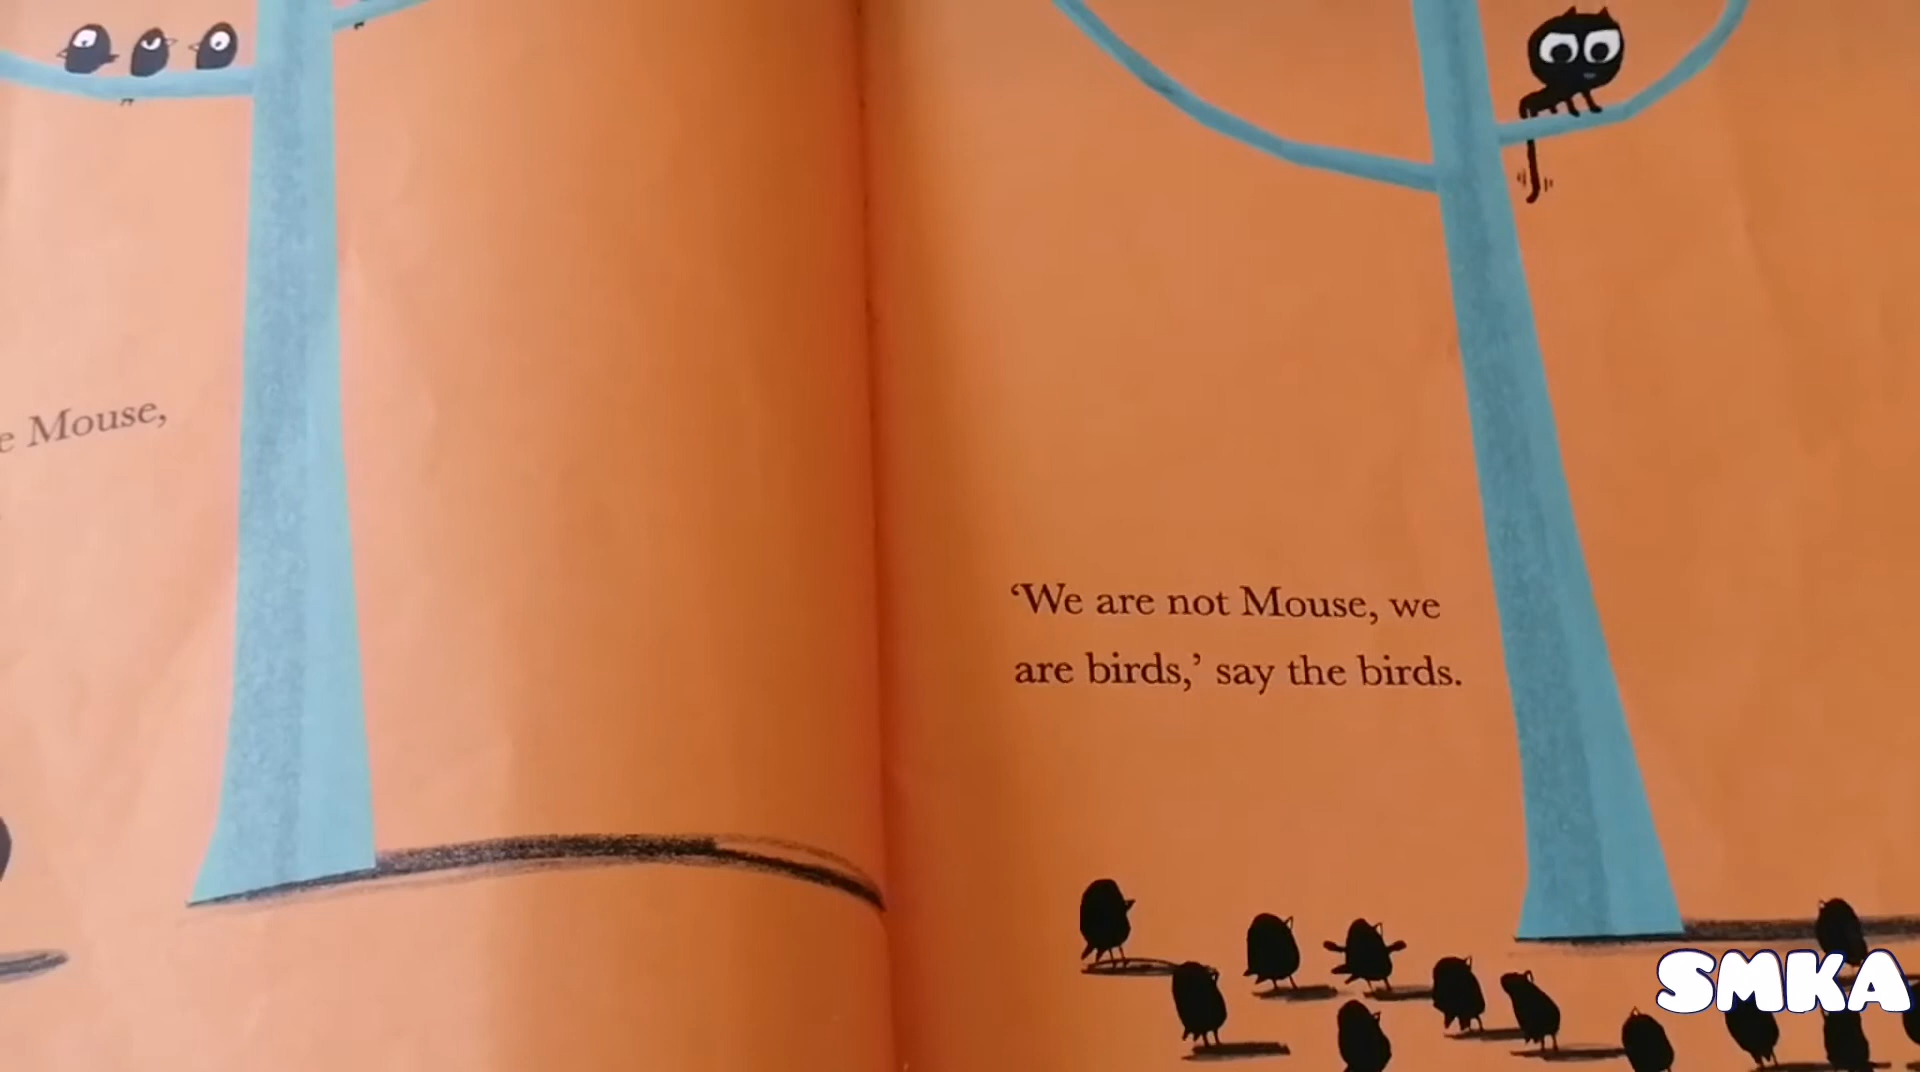 e Mouse,
‘We are not Mouse, we
are birds,’ say the birds.
SMKA